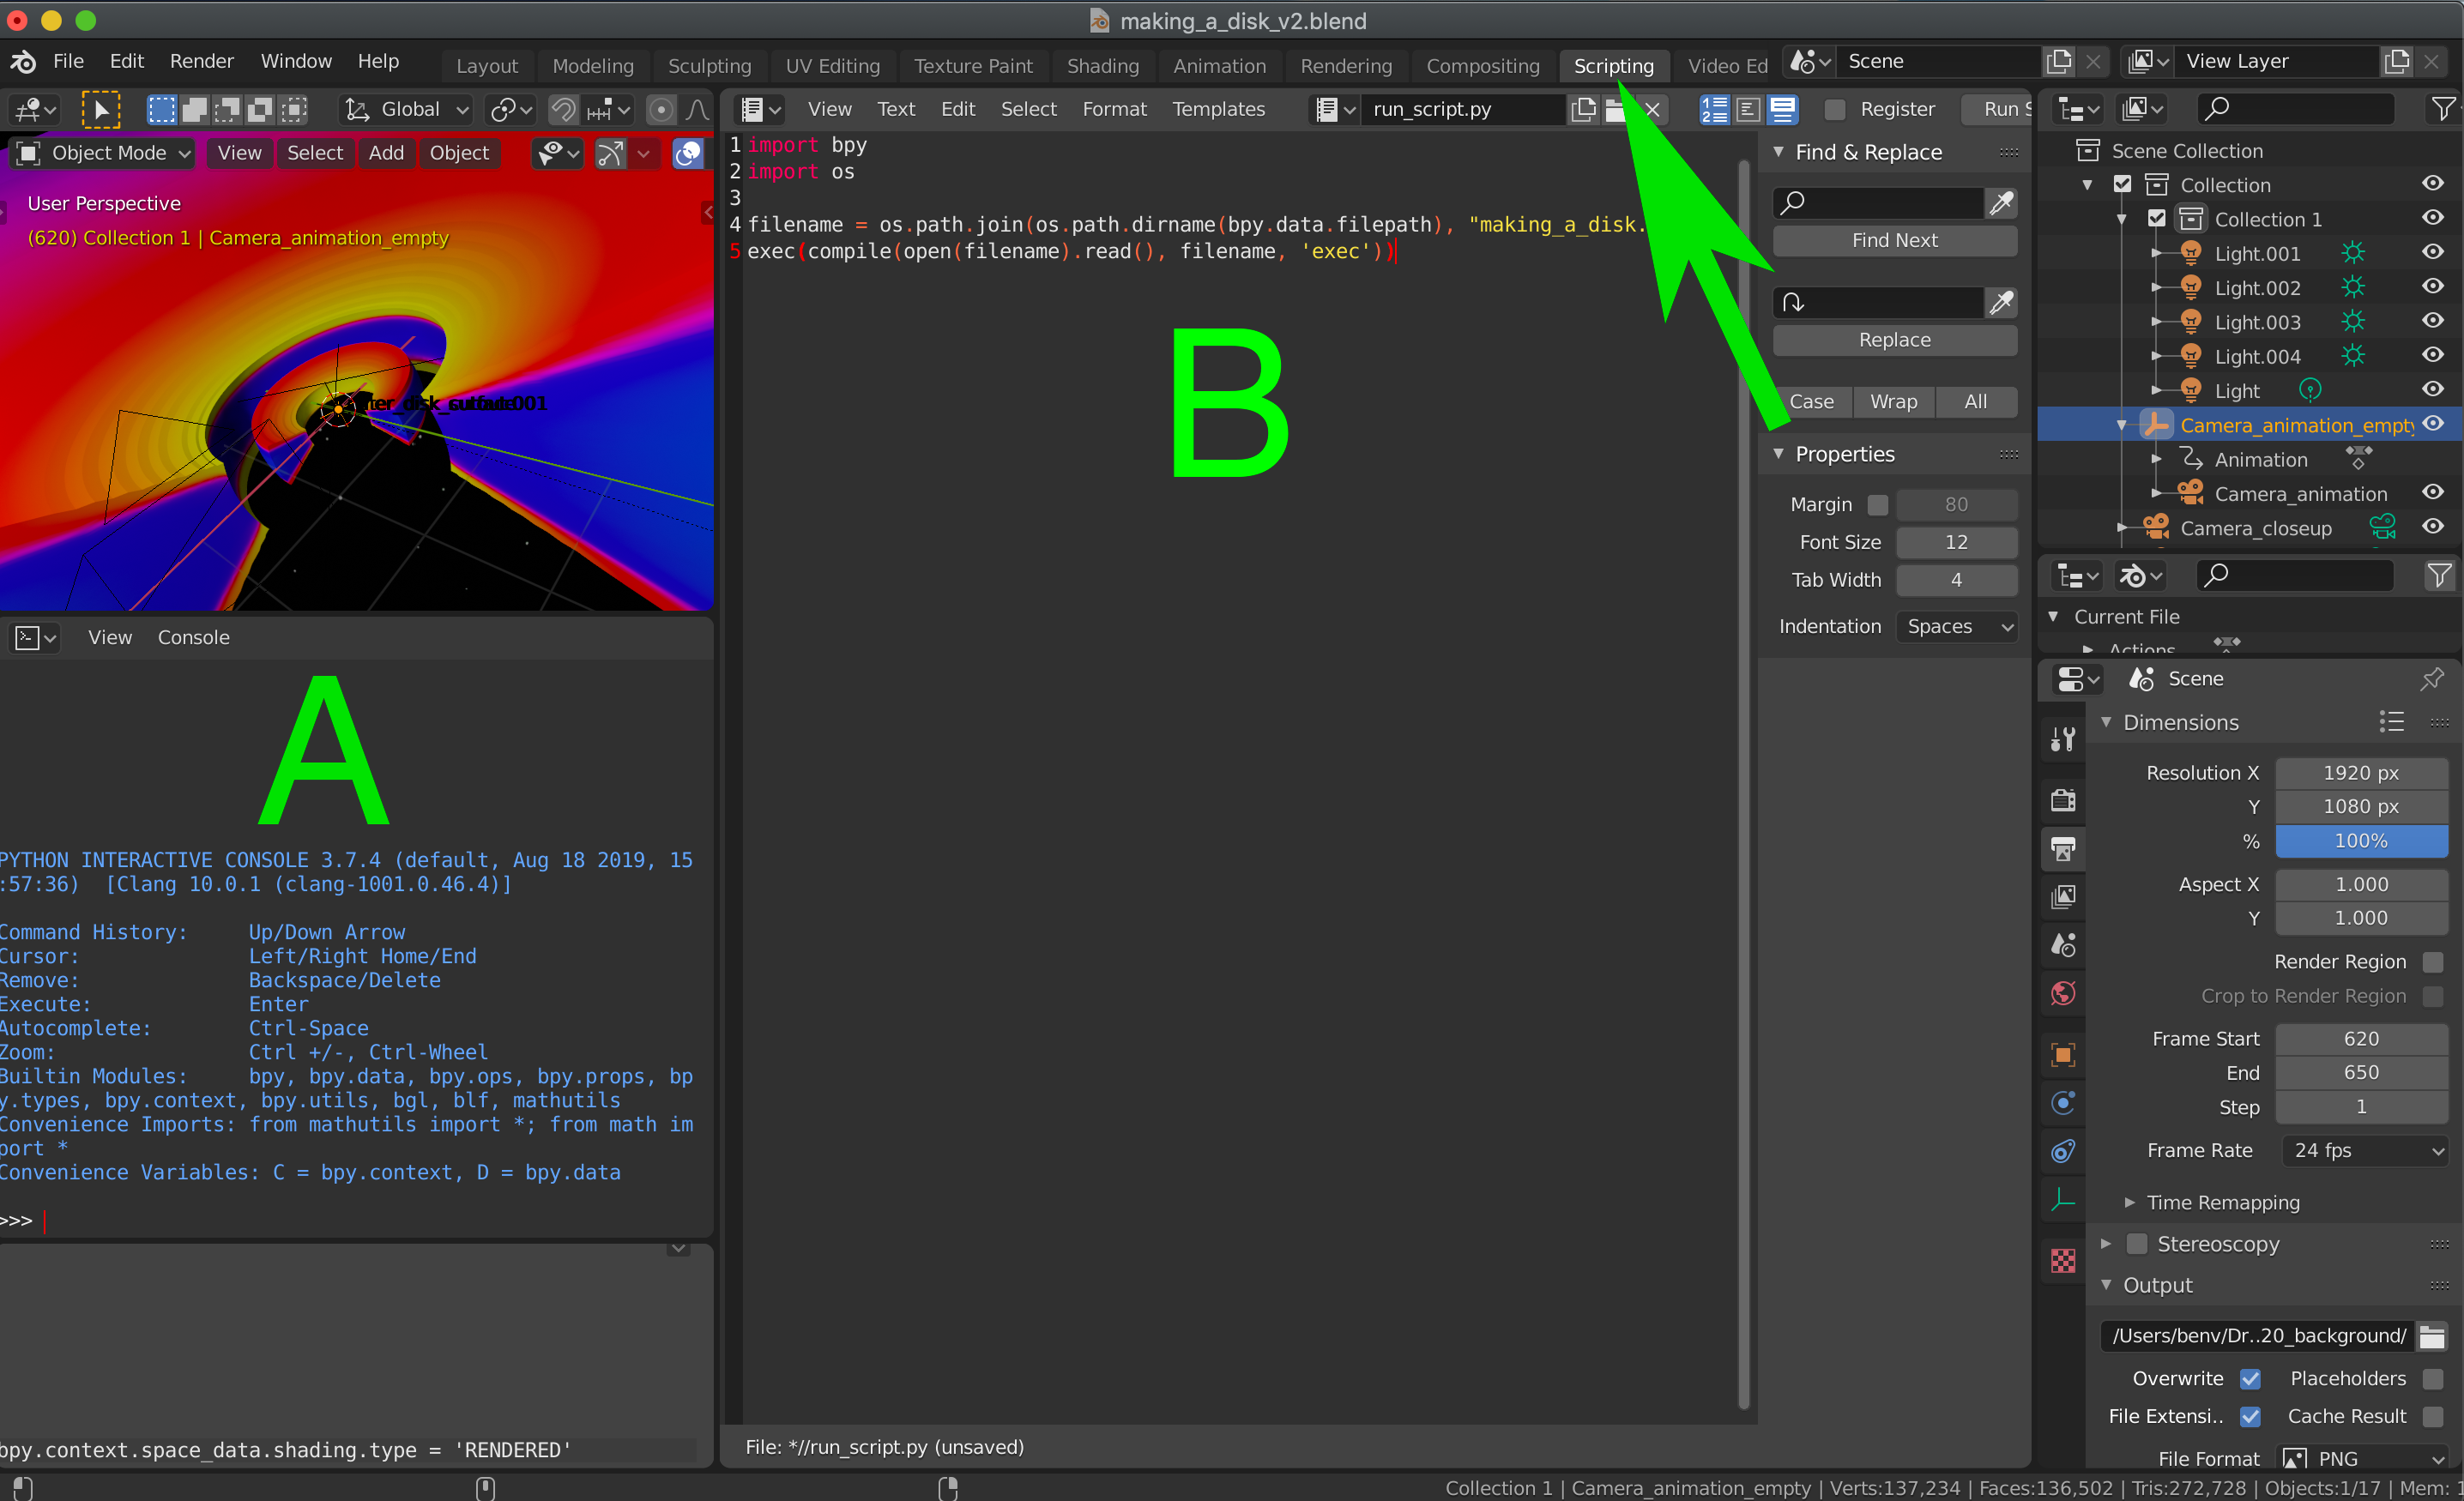 making_a_disk_v2.blend
File Edit Render Window Help Layout Modeling Sculpting UV Editing Texture Paint Shading Animation Rendering Compositing Scripting Video Ed Scene View Layer
Global View Text Edit Select Format Templates run_script.py Register Run S
Object Mode View Select Add Object
User Perspective
(620) Collection 1 | Camera_animation_empty
1 import bpy
2 import os
3
4 filename = os.path.join(os.path.dirname(bpy.data.filepath), "making_a_disk.
5 exec(compile(open(filename).read(), filename, 'exec'))
B
Find & Replace
Find Next
Replace
Case Wrap All
Properties
Margin 80
Font Size 12
Tab Width 4
Indentation Spaces
File: *//run_script.py (unsaved)
Scene Collection
Collection
Collection 1
Light.001
Light.002
Light.003
Light.004
Light
Camera_animation_empty
Animation
Camera_animation
Camera_closeup
Current File
Actions
View Console
A
PYTHON INTERACTIVE CONSOLE 3.7.4 (default, Aug 18 2019, 15
:57:36) [Clang 10.0.1 (clang-1001.0.46.4)]
Command History: Up/Down Arrow
Cursor: Left/Right Home/End
Remove: Backspace/Delete
Execute: Enter
Autocomplete: Ctrl-Space
Zoom: Ctrl +/-, Ctrl-Wheel
Builtin Modules: bpy, bpy.data, bpy.ops, bpy.props, bp
y.types, bpy.context, bpy.utils, bgl, blf, mathutils
Convenience Imports: from mathutils import *; from math im
port *
Convenience Variables: C = bpy.context, D = bpy.data
>>>
bpy.context.space_data.shading.type = 'RENDERED'
Scene
Dimensions
Resolution X 1920 px
Y 1080 px
% 100%
Aspect X 1.000
Y 1.000
Render Region
Crop to Render Region
Frame Start 620
End 650
Step 1
Frame Rate 24 fps
Time Remapping
Stereoscopy
Output
/Users/benv/Dr..20_background/
Overwrite Placeholders
File Extensi.. Cache Result
File Format PNG
Collection 1 | Camera_animation_empty | Verts:137,234 | Faces:136,502 | Tris:272,728 | Objects:1/17 | Mem: